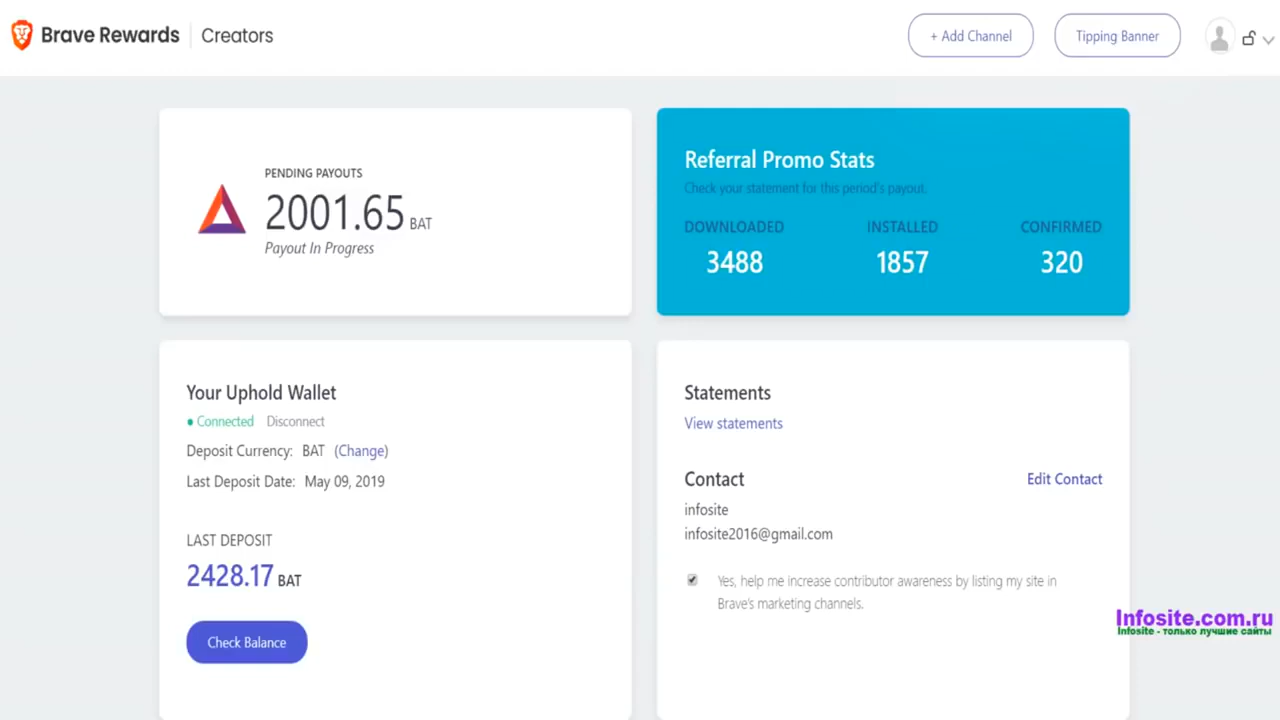 Brave Rewards Creators
+ Add Channel
Tipping Banner
PENDING PAYOUTS
2001.65 BAT
Payout In Progress
Referral Promo Stats
Check your statement for this period's payout.
DOWNLOADED INSTALLED CONFIRMED
3488 1857 320
Your Uphold Wallet
Connected Disconnect
Deposit Currency: BAT (Change)
Last Deposit Date: May 09, 2019
LAST DEPOSIT
2428.17 BAT
Check Balance
Statements
View statements
Contact Edit Contact
infosite
infosite2016@gmail.com
Yes, help me increase contributor awareness by listing my site in
Brave's marketing channels.
Infosite.com.ru
Infosite - только лучшие сайты